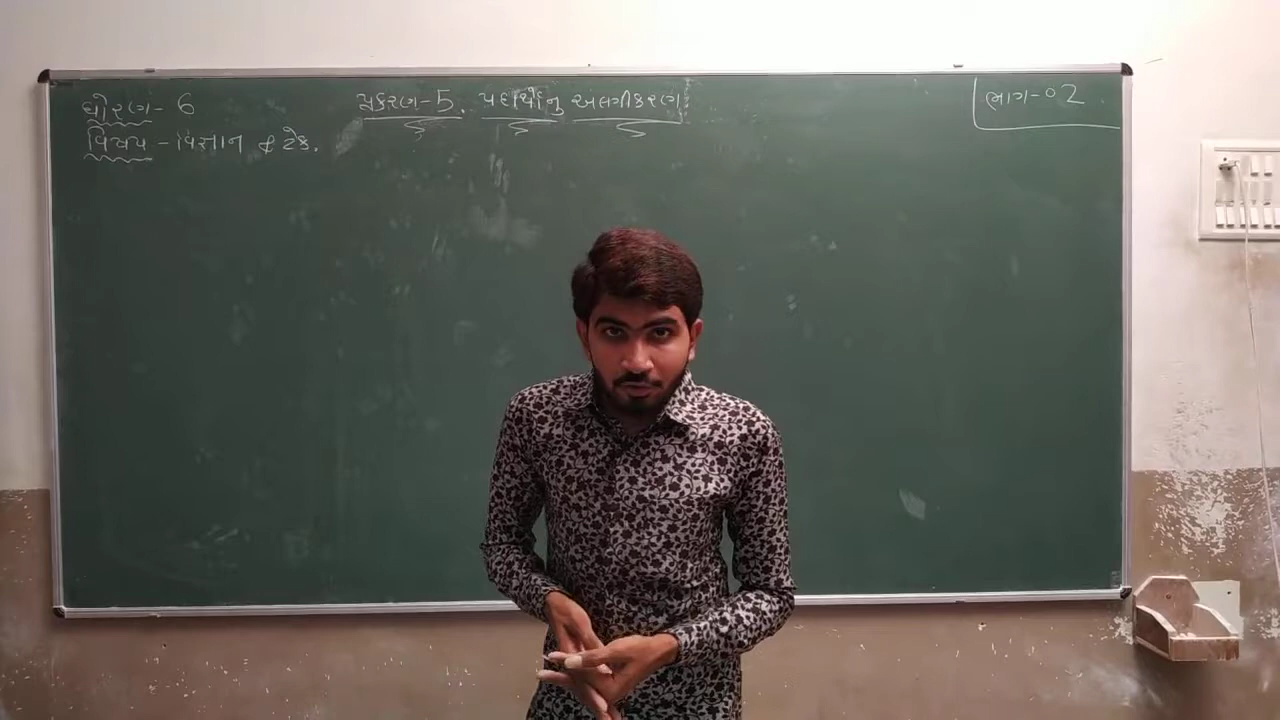 ધોરણ - 6
પ્રકરણ - 5. પદાર્થોનુ અલગીકરણ
ભાગ - 02
વિષય - વિજ્ઞાન & ટેક.